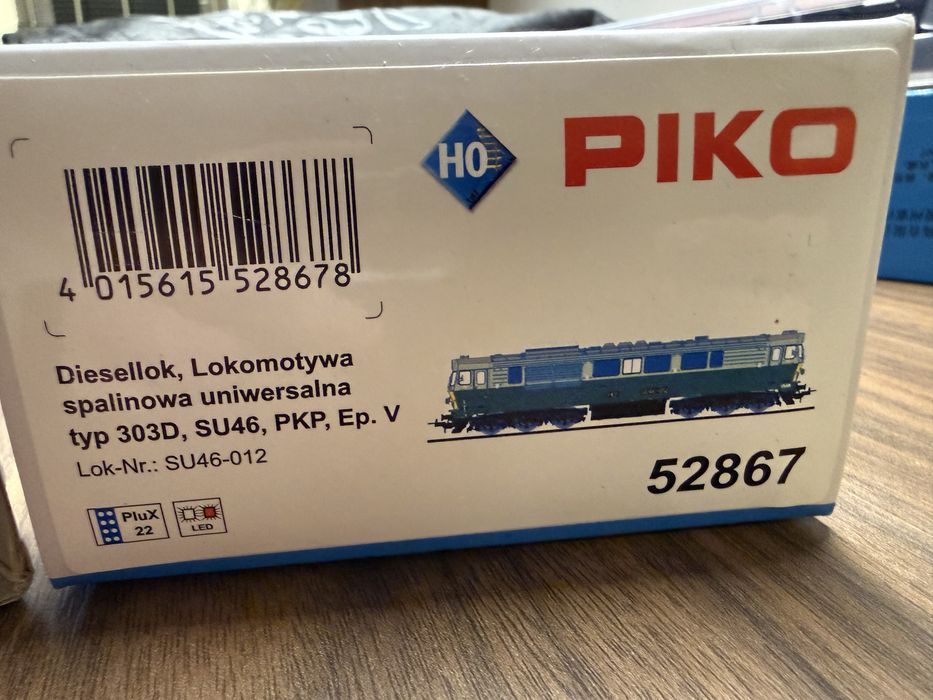 H0
PIKO
4 015615 528678
Diesellok, Lokomotywa
spalinowa uniwersalna
typ 303D, SU46, PKP, Ep. V
Lok-Nr.: SU46-012
52867
PluX
22
LED